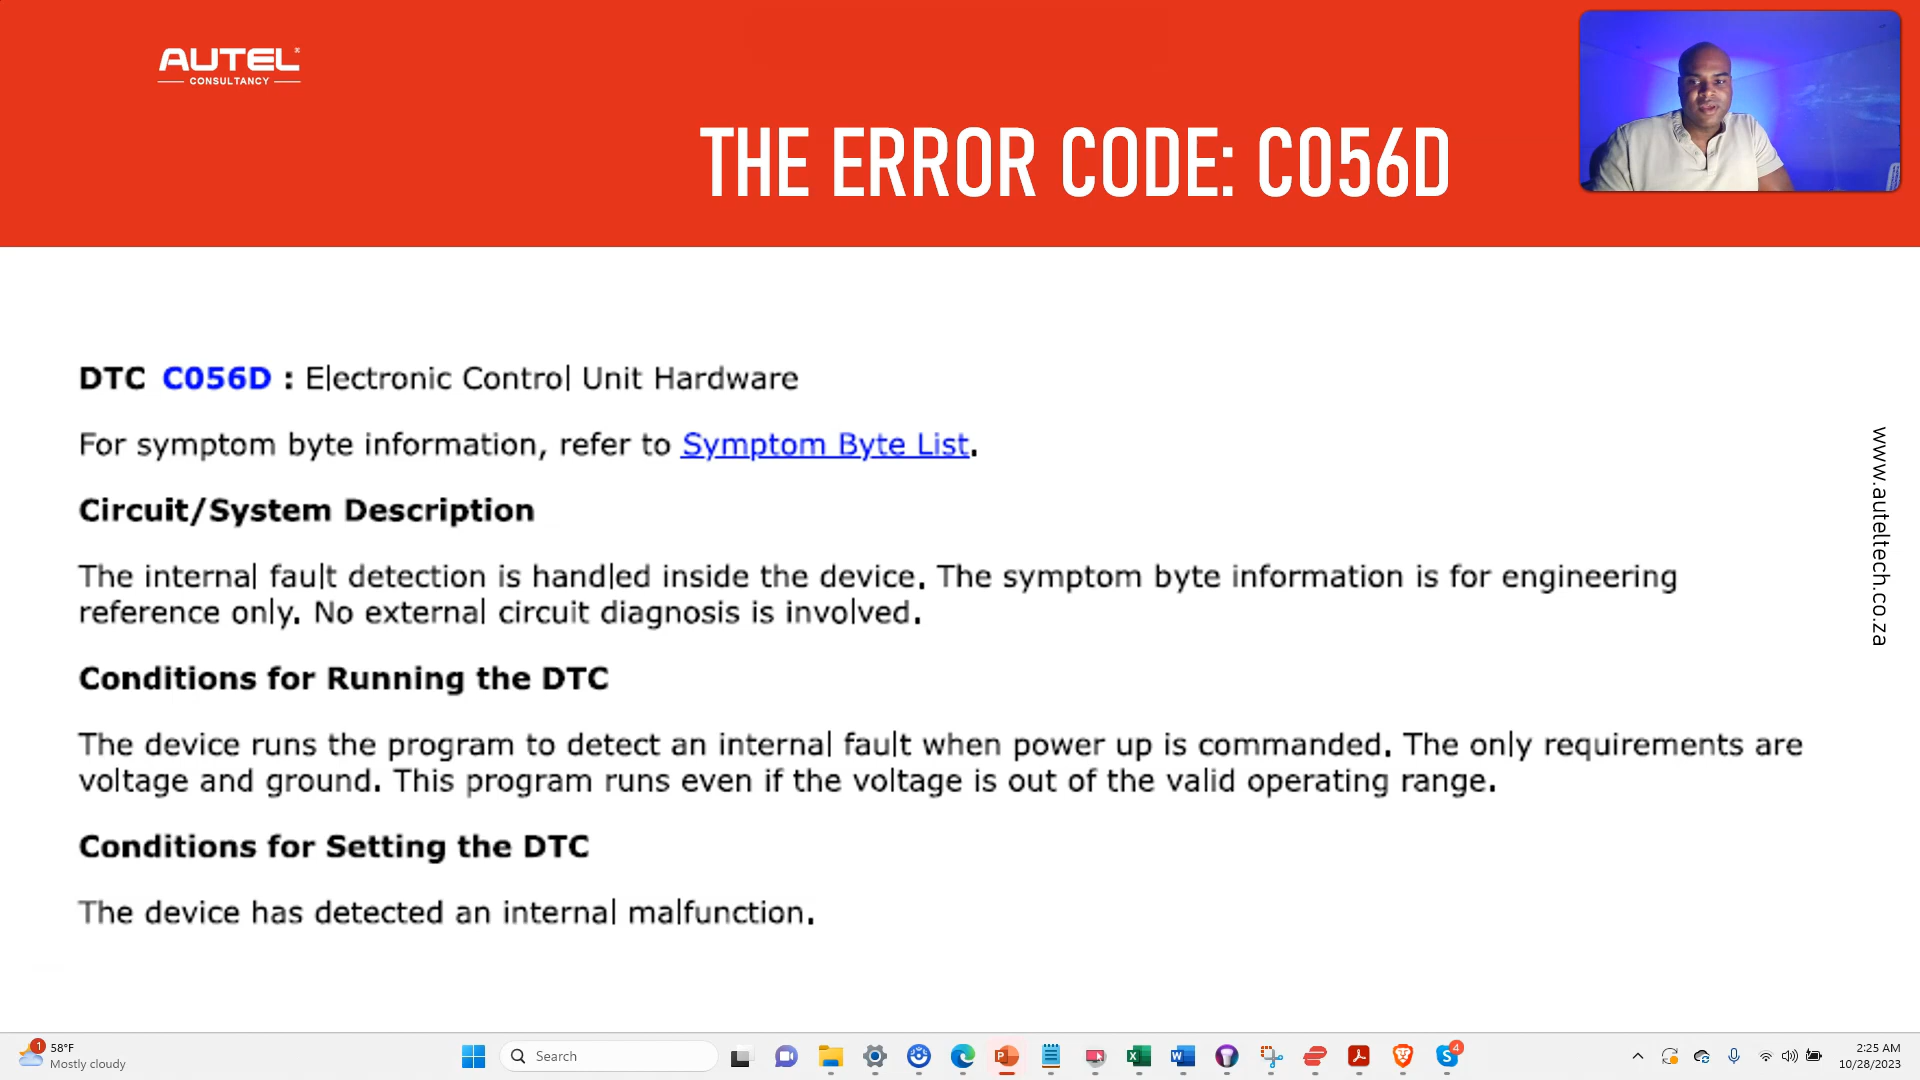 AUTEL
CONSULTANCY
THE ERROR CODE: C056D
DTC C056D : Electronic Control Unit Hardware
For symptom byte information, refer to Symptom Byte List.
Circuit/System Description
The internal fault detection is handled inside the device. The symptom byte information is for engineering
reference only. No external circuit diagnosis is involved.
Conditions for Running the DTC
The device runs the program to detect an internal fault when power up is commanded. The only requirements are
voltage and ground. This program runs even if the voltage is out of the valid operating range.
Conditions for Setting the DTC
The device has detected an internal malfunction.
www.auteltech.co.za
1
58°F
Mostly cloudy
Search
4
2:25 AM
10/28/2023